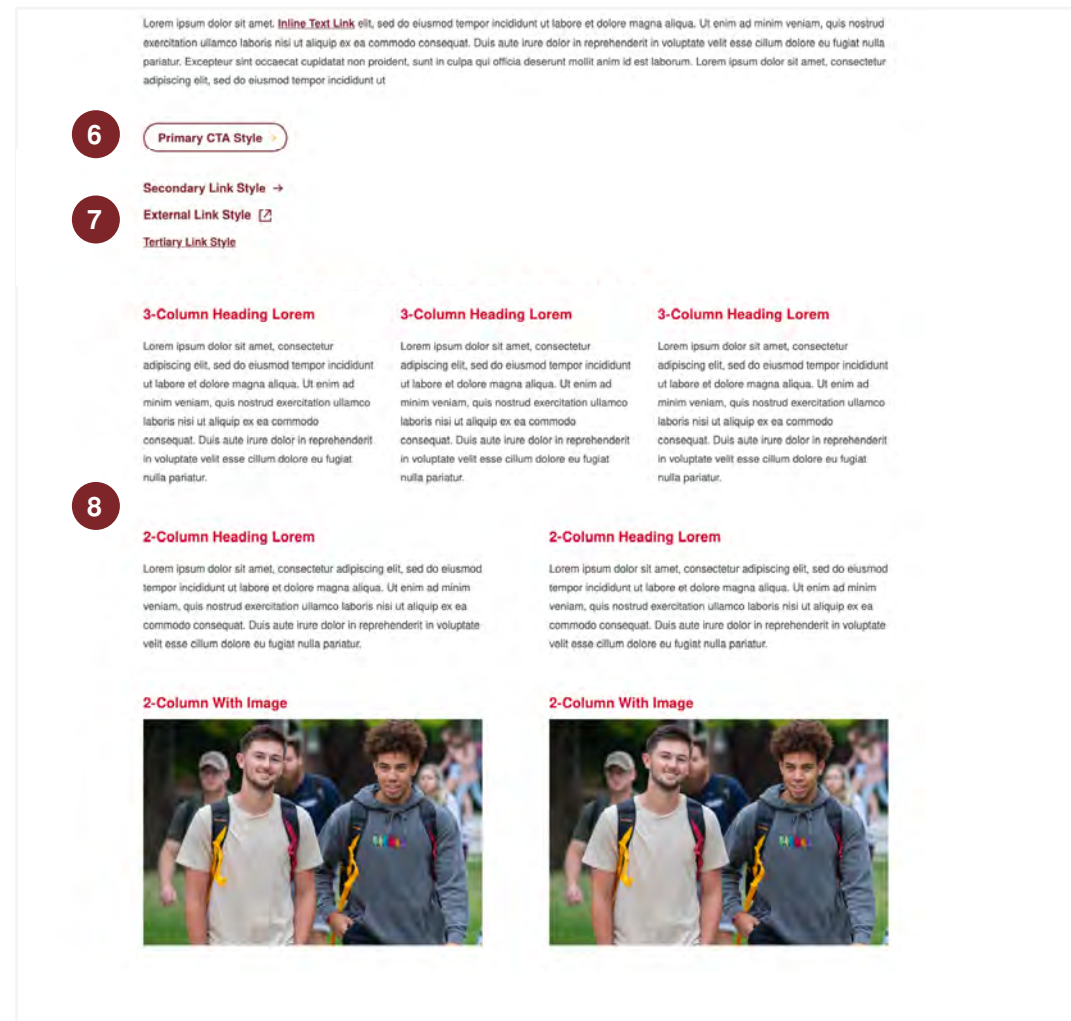 Lorem ipsum dolor sit amet. Inline Text Link elit, sed do eiusmod tempor incididunt ut labore et dolore magna aliqua. Ut enim ad minim veniam, quis nostrud
exercitation ullamco laboris nisi ut aliquip ex ea commodo consequat. Duis aute irure dolor in reprehenderit in voluptate velit esse cillum dolore eu fugiat nulla
pariatur. Excepteur sint occaecat cupidatat non proident, sunt in culpa qui officia deserunt mollit anim id est laborum. Lorem ipsum dolor sit amet, consectetur
adipiscing elit, sed do eiusmod tempor incididunt ut
6
Primary CTA Style >
7
Secondary Link Style →
External Link Style
Tertiary Link Style
8
3-Column Heading Lorem
Lorem ipsum dolor sit amet, consectetur
adipiscing elit, sed do eiusmod tempor incididunt
ut labore et dolore magna aliqua. Ut enim ad
minim veniam, quis nostrud exercitation ullamco
laboris nisi ut aliquip ex ea commodo
consequat. Duis aute irure dolor in reprehenderit
in voluptate velit esse cillum dolore eu fugiat
nulla pariatur.
3-Column Heading Lorem
Lorem ipsum dolor sit amet, consectetur
adipiscing elit, sed do eiusmod tempor incididunt
ut labore et dolore magna aliqua. Ut enim ad
minim veniam, quis nostrud exercitation ullamco
laboris nisi ut aliquip ex ea commodo
consequat. Duis aute irure dolor in reprehenderit
in voluptate velit esse cillum dolore eu fugiat
nulla pariatur.
3-Column Heading Lorem
Lorem ipsum dolor sit amet, consectetur
adipiscing elit, sed do eiusmod tempor incididunt
ut labore et dolore magna aliqua. Ut enim ad
minim veniam, quis nostrud exercitation ullamco
laboris nisi ut aliquip ex ea commodo
consequat. Duis aute irure dolor in reprehenderit
in voluptate velit esse cillum dolore eu fugiat
nulla pariatur.
2-Column Heading Lorem
Lorem ipsum dolor sit amet, consectetur adipiscing elit, sed do eiusmod
tempor incididunt ut labore et dolore magna aliqua. Ut enim ad minim
veniam, quis nostrud exercitation ullamco laboris nisi ut aliquip ex ea
commodo consequat. Duis aute irure dolor in reprehenderit in voluptate
velit esse cillum dolore eu fugiat nulla pariatur.
2-Column Heading Lorem
Lorem ipsum dolor sit amet, consectetur adipiscing elit, sed do eiusmod
tempor incididunt ut labore et dolore magna aliqua. Ut enim ad minim
veniam, quis nostrud exercitation ullamco laboris nisi ut aliquip ex ea
commodo consequat. Duis aute irure dolor in reprehenderit in voluptate
velit esse cillum dolore eu fugiat nulla pariatur.
2-Column With Image
2-Column With Image